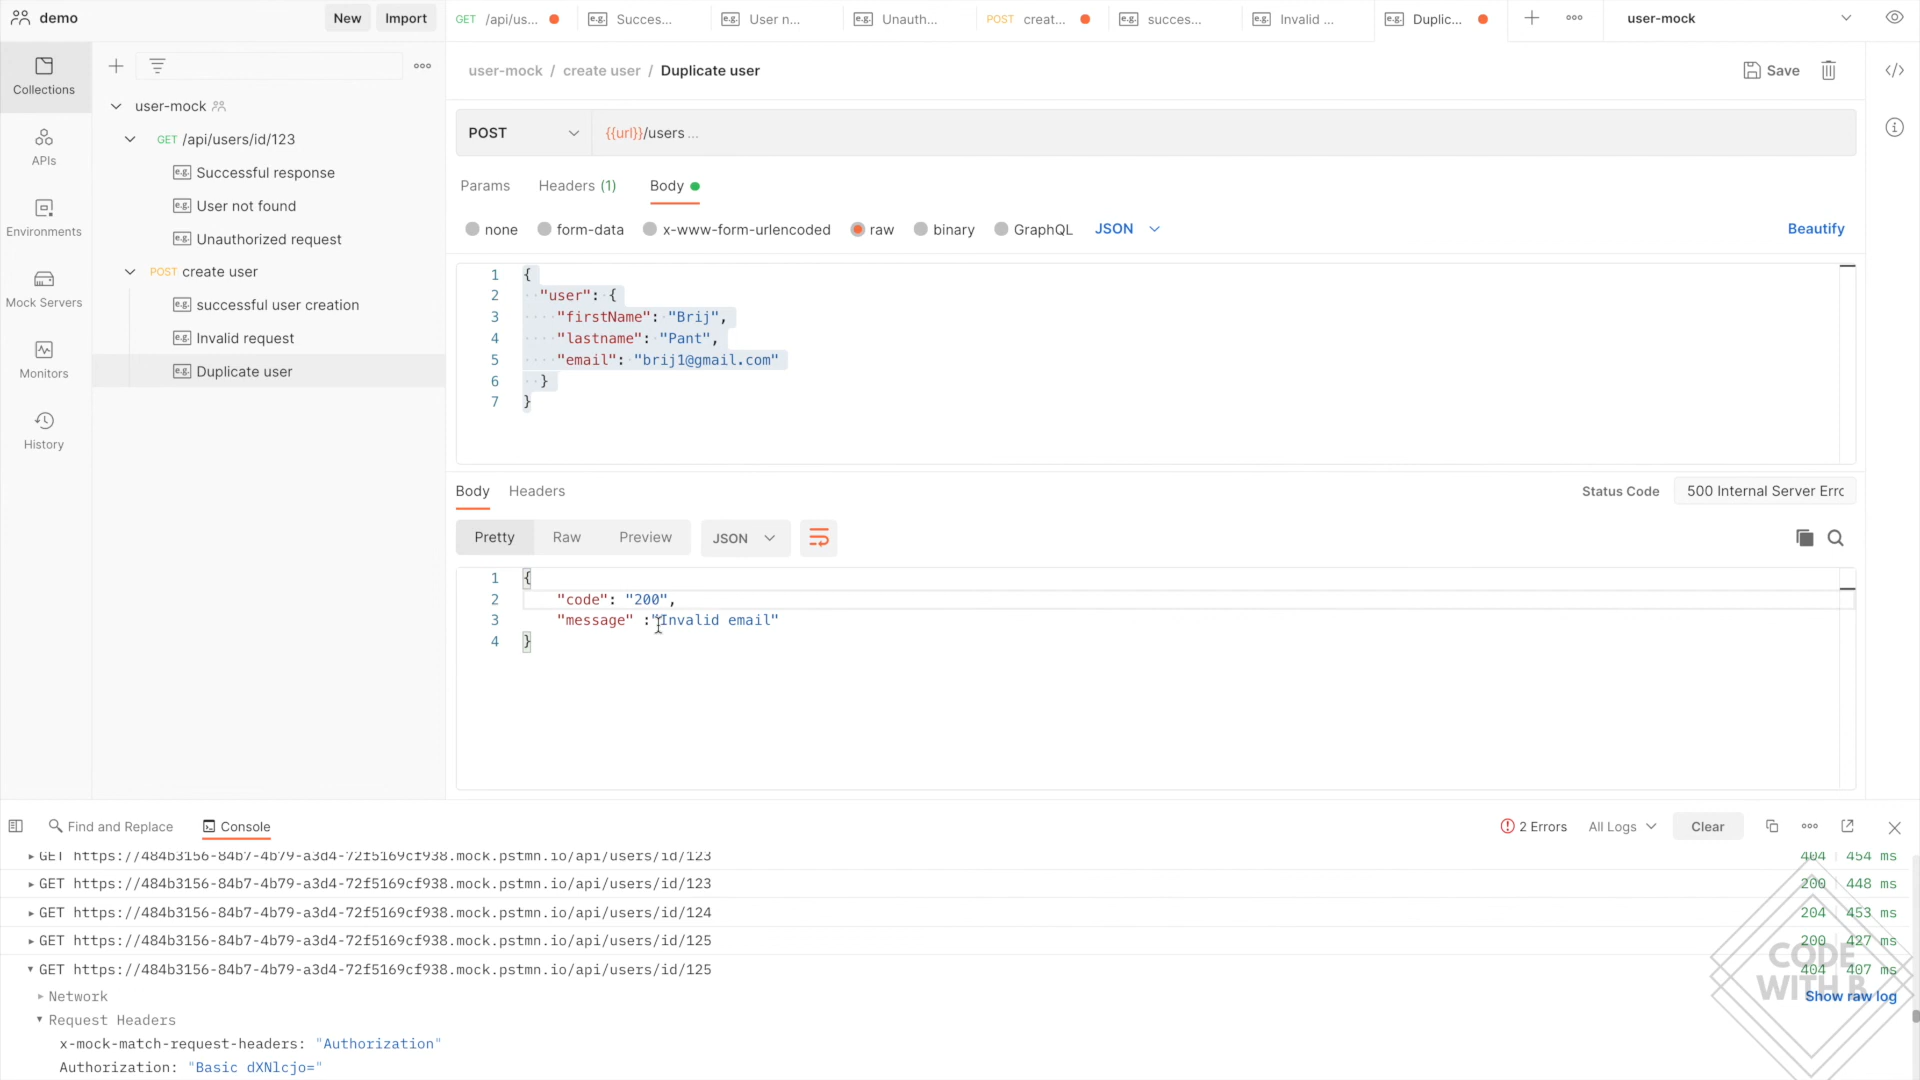 demo
New
Import
GET /api/us...
e.g. Succes...
e.g. User n...
e.g. Unauth...
POST creat...
e.g. succes...
e.g. Invalid ...
e.g. Duplic...
user-mock
Collections
APIs
Environments
Mock Servers
Monitors
History
user-mock
GET /api/users/id/123
e.g. Successful response
e.g. User not found
e.g. Unauthorized request
POST create user
e.g. successful user creation
e.g. Invalid request
e.g. Duplicate user
user-mock / create user / Duplicate user
Save
POST
{{url}}/users ...
Params
Headers (1)
Body
none
form-data
x-www-form-urlencoded
raw
binary
GraphQL
JSON
Beautify
1 {
2 "user": {
3 "firstName": "Brij",
4 "lastname": "Pant",
5 "email": "brij1@gmail.com"
6 }
7 }
Body
Headers
Status Code
500 Internal Server Errc
Pretty
Raw
Preview
JSON
1 {
2 "code": "200",
3 "message" :"Invalid email"
4 }
Find and Replace
Console
2 Errors
All Logs
Clear
GET https://484b3156-84b7-4b79-a3d4-72f5169cf938.mock.pstmn.io/api/users/id/123 404 454 ms
GET https://484b3156-84b7-4b79-a3d4-72f5169cf938.mock.pstmn.io/api/users/id/123 200 448 ms
GET https://484b3156-84b7-4b79-a3d4-72f5169cf938.mock.pstmn.io/api/users/id/124 204 453 ms
GET https://484b3156-84b7-4b79-a3d4-72f5169cf938.mock.pstmn.io/api/users/id/125 200 427 ms
GET https://484b3156-84b7-4b79-a3d4-72f5169cf938.mock.pstmn.io/api/users/id/125 404 407 ms
Network
Show raw log
Request Headers
x-mock-match-request-headers: "Authorization"
Authorization: "Basic dXNlcjo="
CODE
WITH B